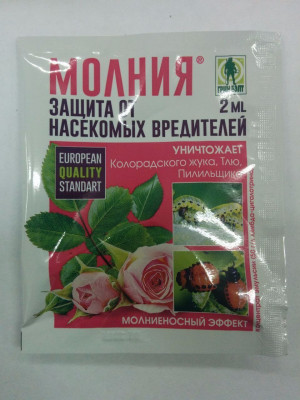 МОЛНИЯ®
ЗАЩИТА ОТ
2 ML
НАСЕКОМЫХ ВРЕДИТЕЛЕЙ
EUROPEAN
QUALITY
STANDART
УНИЧТОЖАЕТ
Колорадского жука, Тлю,
Пилильщика
МОЛНИЕНОСНЫЙ ЭФФЕКТ